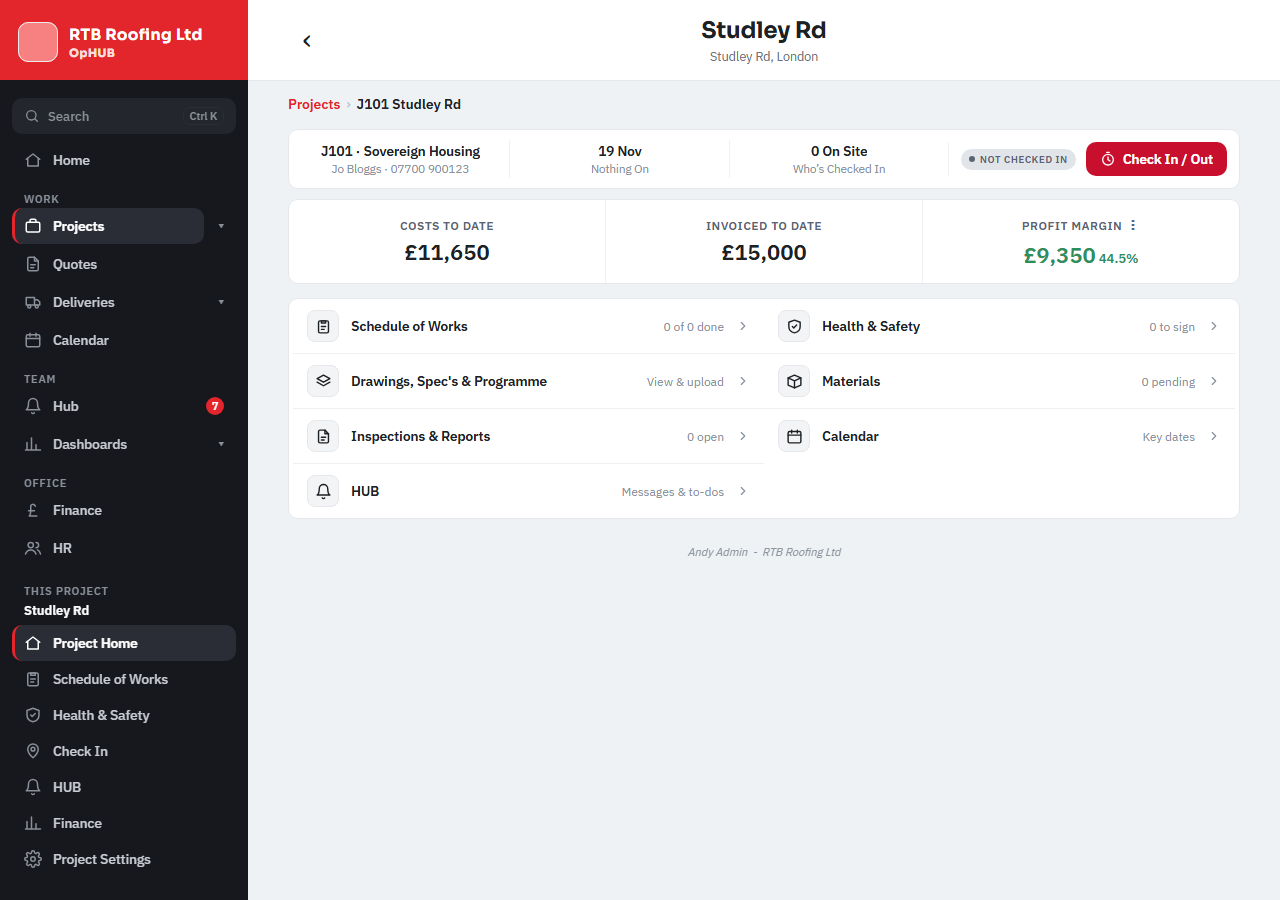 RTB Roofing Ltd
OpHUB
Search Ctrl K
Home
WORK
Projects
Quotes
Deliveries
Calendar
TEAM
Hub 7
Dashboards
OFFICE
Finance
HR
THIS PROJECT
Studley Rd
Project Home
Schedule of Works
Health & Safety
Check In
HUB
Finance
Project Settings
Studley Rd
Studley Rd, London
Projects › J101 Studley Rd
J101 · Sovereign Housing
Jo Bloggs · 07700 900123
19 Nov
Nothing On
0 On Site
Who's Checked In
NOT CHECKED IN
Check In / Out
COSTS TO DATE
£11,650
INVOICED TO DATE
£15,000
PROFIT MARGIN
£9,350 44.5%
Schedule of Works 0 of 0 done
Health & Safety 0 to sign
Drawings, Spec's & Programme View & upload
Materials 0 pending
Inspections & Reports 0 open
Calendar Key dates
HUB Messages & to-dos
Andy Admin - RTB Roofing Ltd